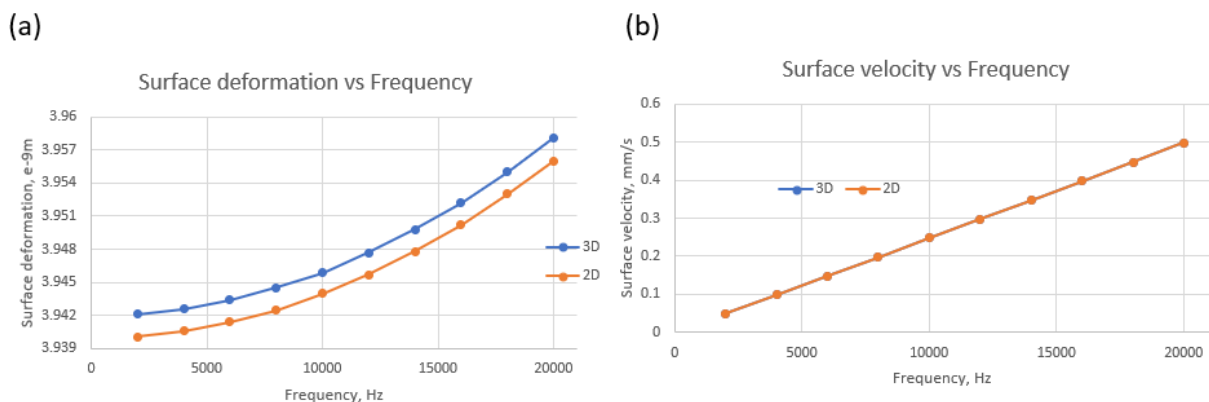 (a)
Surface deformation vs Frequency
Surface deformation, e-9m
3.96
3.957
3.954
3.951
3.948
3.945
3.942
3.939
0 5000 10000 15000 20000
Frequency, Hz
3D
2D
(b)
Surface velocity vs Frequency
Surface velocity, mm/s
0.6
0.5
0.4
0.3
0.2
0.1
0
3D 2D
0 5000 10000 15000 20000
Frequency, Hz